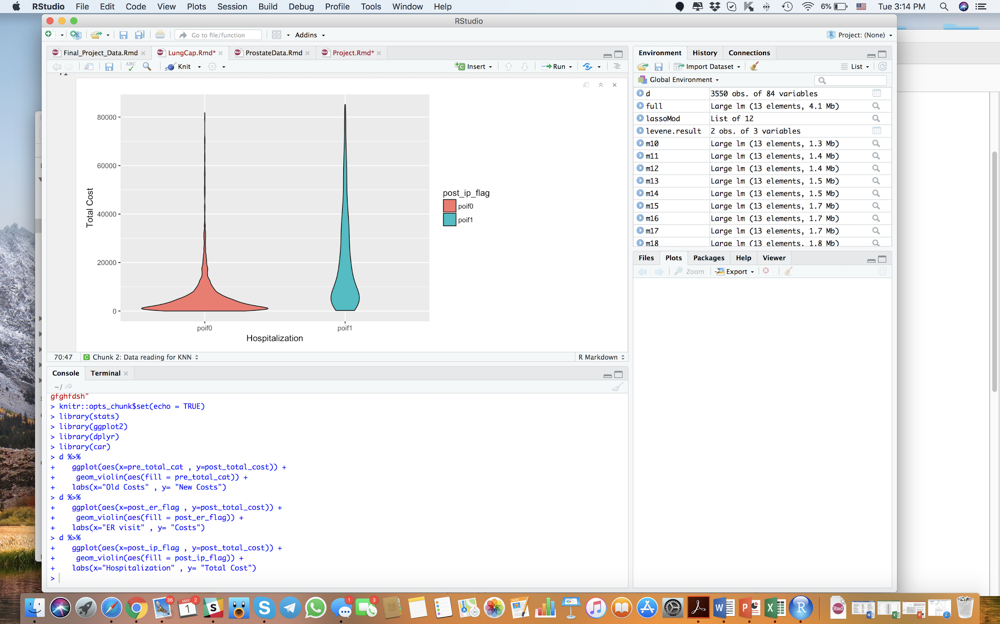 RStudio File Edit Code View Plots Session Build Debug Profile Tools Window Help
6% Tue 3:14 PM
RStudio
Go to file/function
Addins
Project: (None)
Final_Project_Data.Rmd
LungCap.Rmd*
ProstateData.Rmd
Project.Rmd*
ABC
Knit
Insert
Run
80000
60000
40000
20000
0
Total Cost
poif0
poif1
Hospitalization
post_ip_flag
poif0
poif1
70:47
Chunk 2: Data reading for KNN
R Markdown
Console
Terminal
~/
gfghfdsh"
> knitr::opts_chunk$set(echo = TRUE)
> library(stats)
> library(ggplot2)
> library(dplyr)
> library(car)
> d %>%
+    ggplot(aes(x=pre_total_cat , y=post_total_cost)) +
+     geom_violin(aes(fill = pre_total_cat)) +
+    labs(x="Old Costs" , y= "New Costs")
> d %>%
+    ggplot(aes(x=post_er_flag , y=post_total_cost)) +
+     geom_violin(aes(fill = post_er_flag)) +
+    labs(x="ER visit" , y= "Costs")
> d %>%
+    ggplot(aes(x=post_ip_flag , y=post_total_cost)) +
+     geom_violin(aes(fill = post_ip_flag)) +
+    labs(x="Hospitalization" , y= "Total Cost")
>
Environment History Connections
Import Dataset
List
Global Environment
d 3550 obs. of 84 variables
full Large lm (13 elements, 4.1 Mb)
lassoMod List of 12
levene.result 2 obs. of 3 variables
m10 Large lm (13 elements, 1.3 Mb)
m11 Large lm (13 elements, 1.4 Mb)
m12 Large lm (13 elements, 1.4 Mb)
m13 Large lm (13 elements, 1.5 Mb)
m14 Large lm (13 elements, 1.5 Mb)
m15 Large lm (13 elements, 1.7 Mb)
m16 Large lm (13 elements, 1.7 Mb)
m17 Large lm (13 elements, 1.7 Mb)
m18 Large lm (13 elements, 1.8 Mb)
Files Plots Packages Help Viewer
Zoom
Export
36
MAY 2
1
1
3
PAGES
Rmd